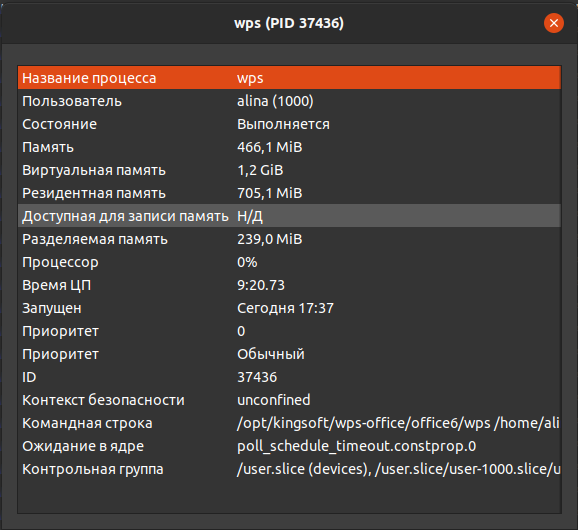 wps (PID 37436)
Название процесса wps
Пользователь alina (1000)
Состояние Выполняется
Память 466,1 MiB
Виртуальная память 1,2 GiB
Резидентная память 705,1 MiB
Доступная для записи память Н/Д
Разделяемая память 239,0 MiB
Процессор 0%
Время ЦП 9:20.73
Запущен Сегодня 17:37
Приоритет 0
Приоритет Обычный
ID 37436
Контекст безопасности unconfined
Командная строка /opt/kingsoft/wps-office/office6/wps /home/ali
Ожидание в ядре poll_schedule_timeout.constprop.0
Контрольная группа /user.slice (devices), /user.slice/user-1000.slice/u